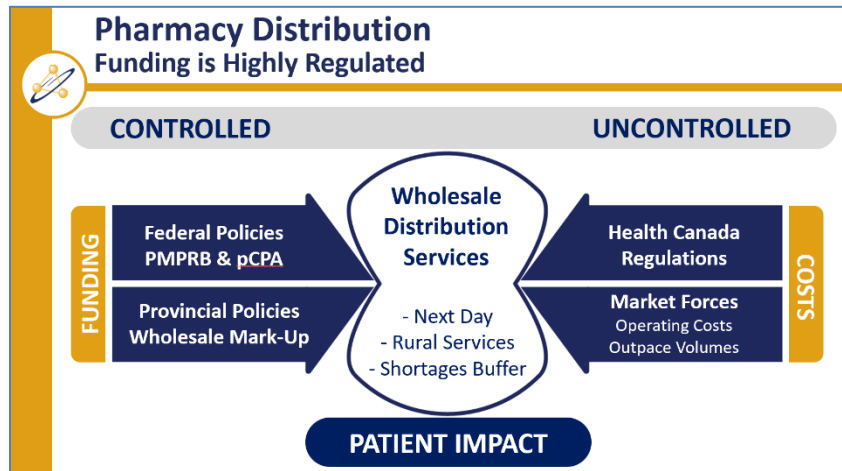 Pharmacy Distribution
Funding is Highly Regulated
CONTROLLED
UNCONTROLLED
FUNDING
Federal Policies
PMPRB & pCPA
Provincial Policies
Wholesale Mark-Up
Wholesale
Distribution
Services
- Next Day
- Rural Services
- Shortages Buffer
Health Canada
Regulations
Market Forces
Operating Costs
Outpace Volumes
COSTS
PATIENT IMPACT